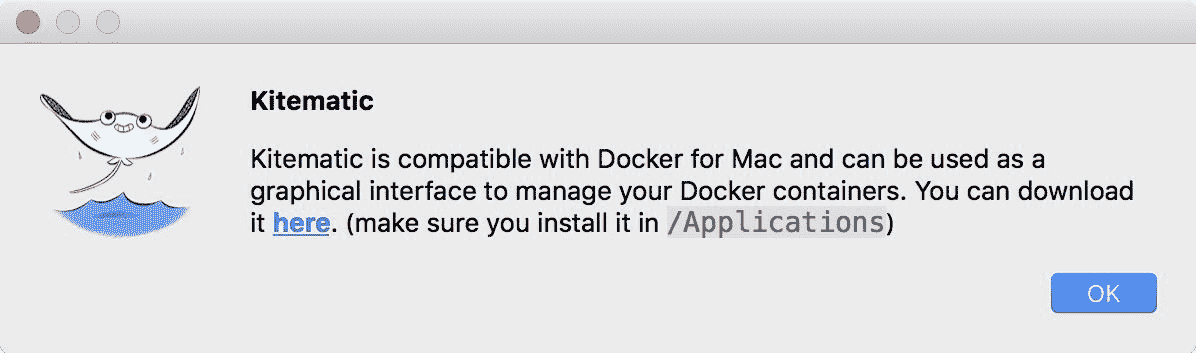 Kitematic
Kitematic is compatible with Docker for Mac and can be used as a
graphical interface to manage your Docker containers. You can download
it here. (make sure you install it in /Applications)
OK